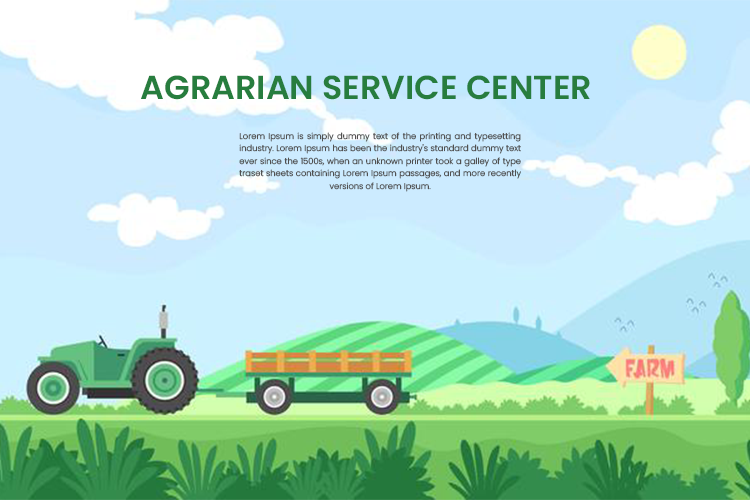 AGRARIAN SERVICE CENTER
Lorem Ipsum is simply dummy text of the printing and typesetting
industry. Lorem Ipsum has been the industry's standard dummy text
ever since the 1500s, when an unknown printer took a galley of type
traset sheets containing Lorem Ipsum passages, and more recently
versions of Lorem Ipsum.
FARM